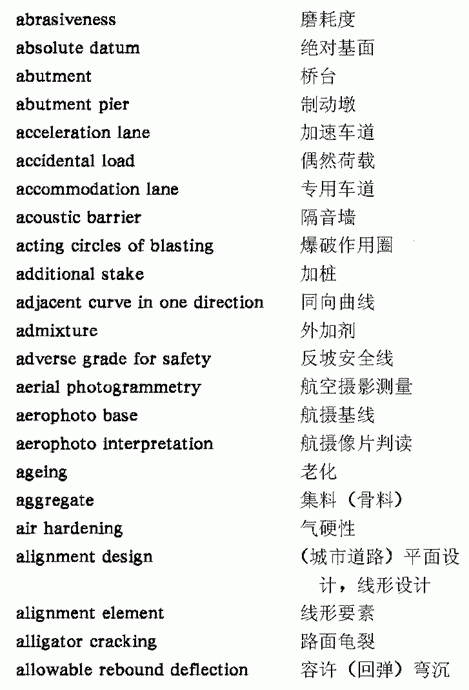 abrasiveness 磨耗度
absolute datum 绝对基面
abutment 桥台
abutment pier 制动墩
acceleration lane 加速车道
accidental load 偶然荷载
accommodation lane 专用车道
acoustic barrier 隔音墙
acting circles of blasting 爆破作用圈
additional stake 加桩
adjacent curve in one direction 同向曲线
admixture 外加剂
adverse grade for safety 反坡安全线
aerial photogrammetry 航空摄影测量
aerophoto base 航摄基线
aerophoto interpretation 航摄像片判读
ageing 老化
aggregate 集料（骨料）
air hardening 气硬性
alignment design （城市道路）平面设
计，线形设计
alignment element 线形要素
alligator cracking 路面龟裂
allowable rebound deflection 容许（回弹）弯沉